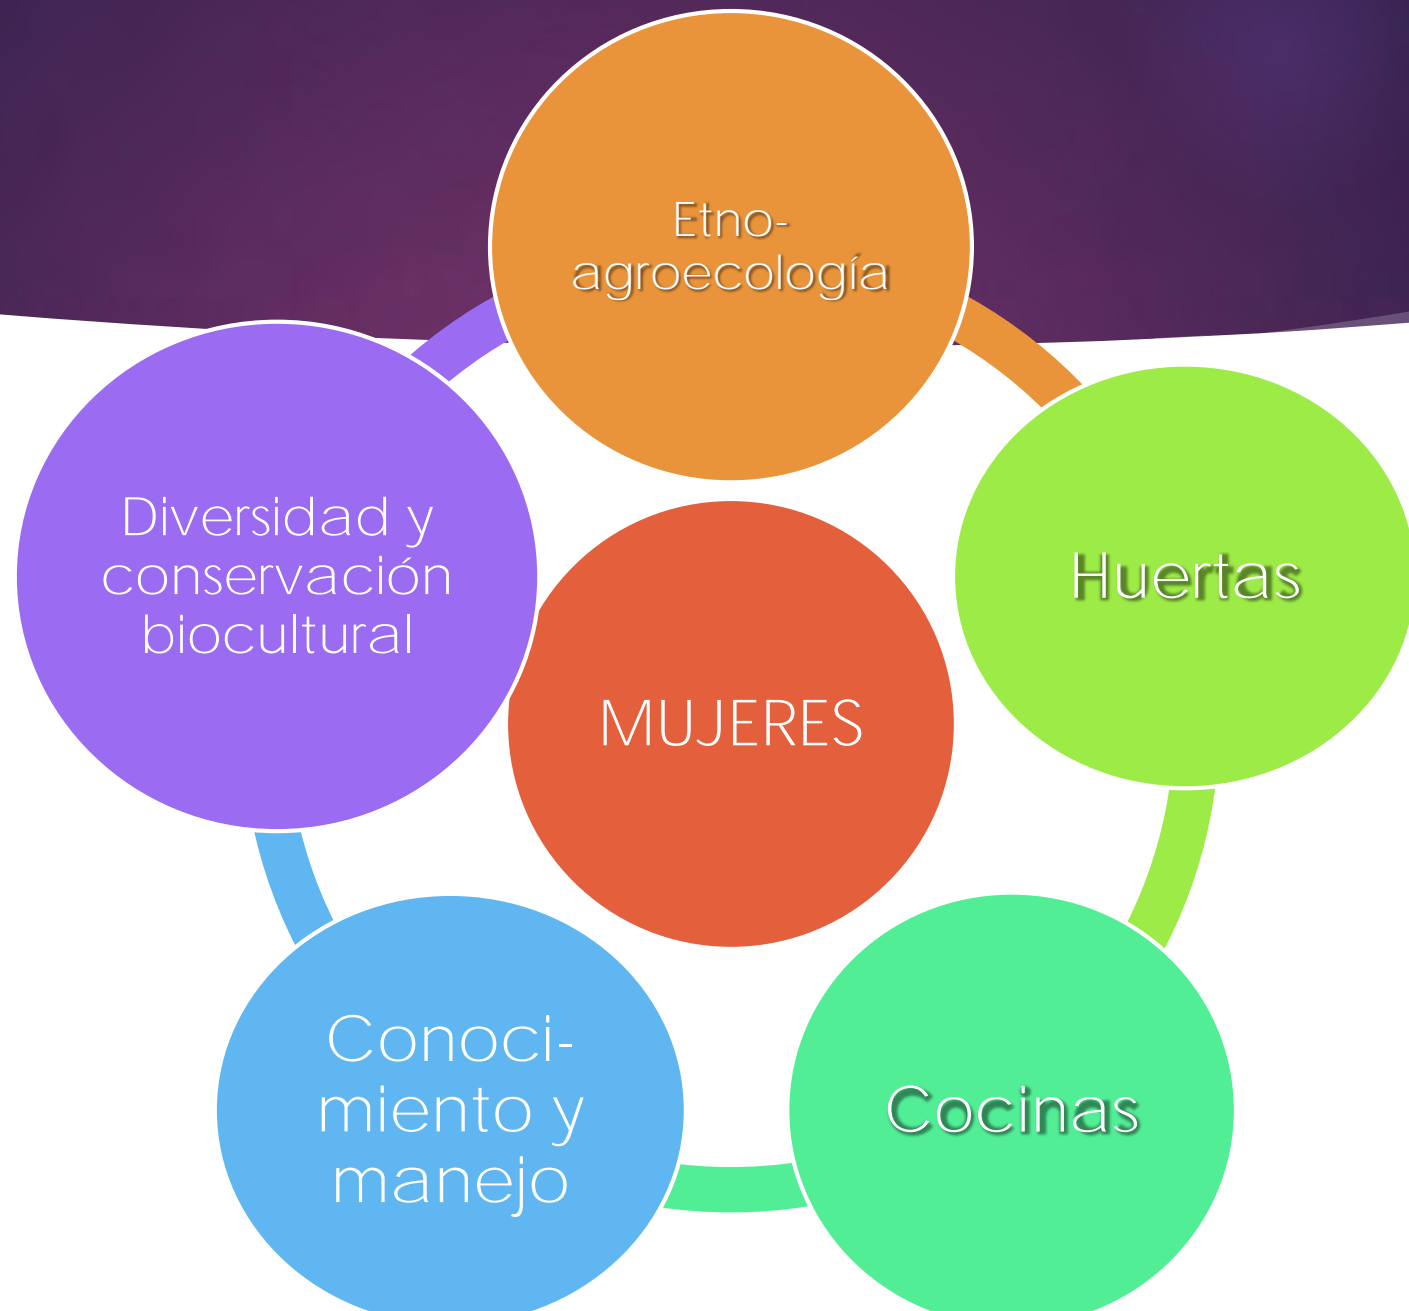 Etno-
agroecología
Huertas
Cocinas
Conoci-
miento y
manejo
Diversidad y
conservación
biocultural
MUJERES